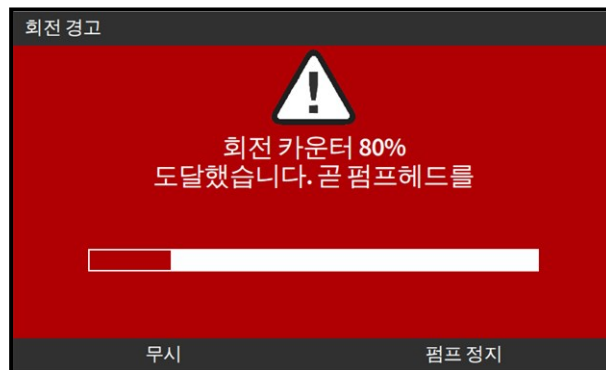 회전 경고
회전 카운터 80%
도달했습니다. 곧 펌프헤드를
무시
펌프 정지